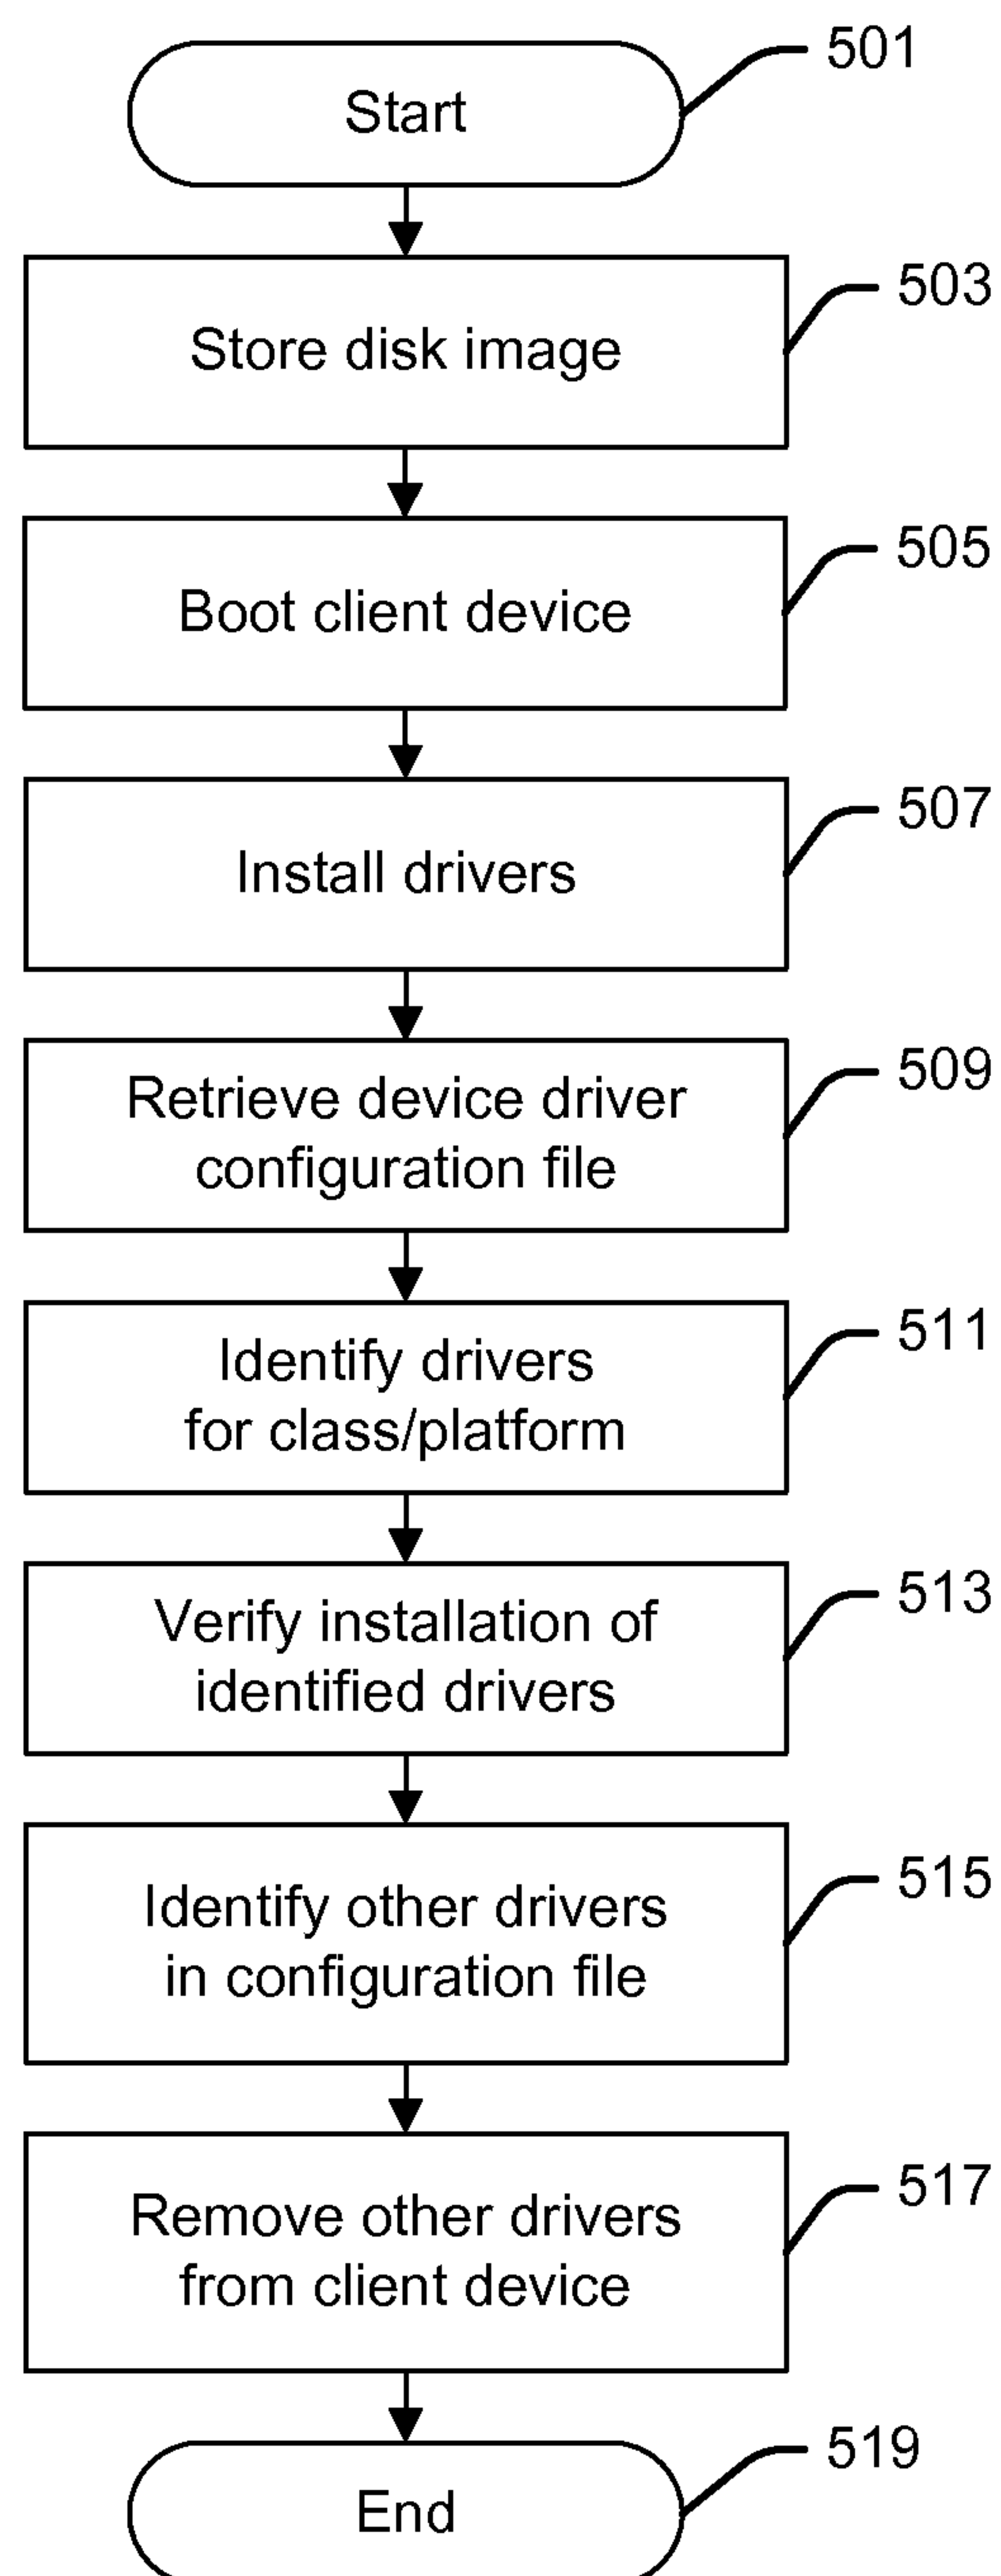 501
Start
503
Store disk image
505
Boot client device
507
Install drivers
509
Retrieve device driver
configuration file
511
Identify drivers
for class/platform
513
Verify installation of
identified drivers
515
Identify other drivers
in configuration file
517
Remove other drivers
from client device
519
End